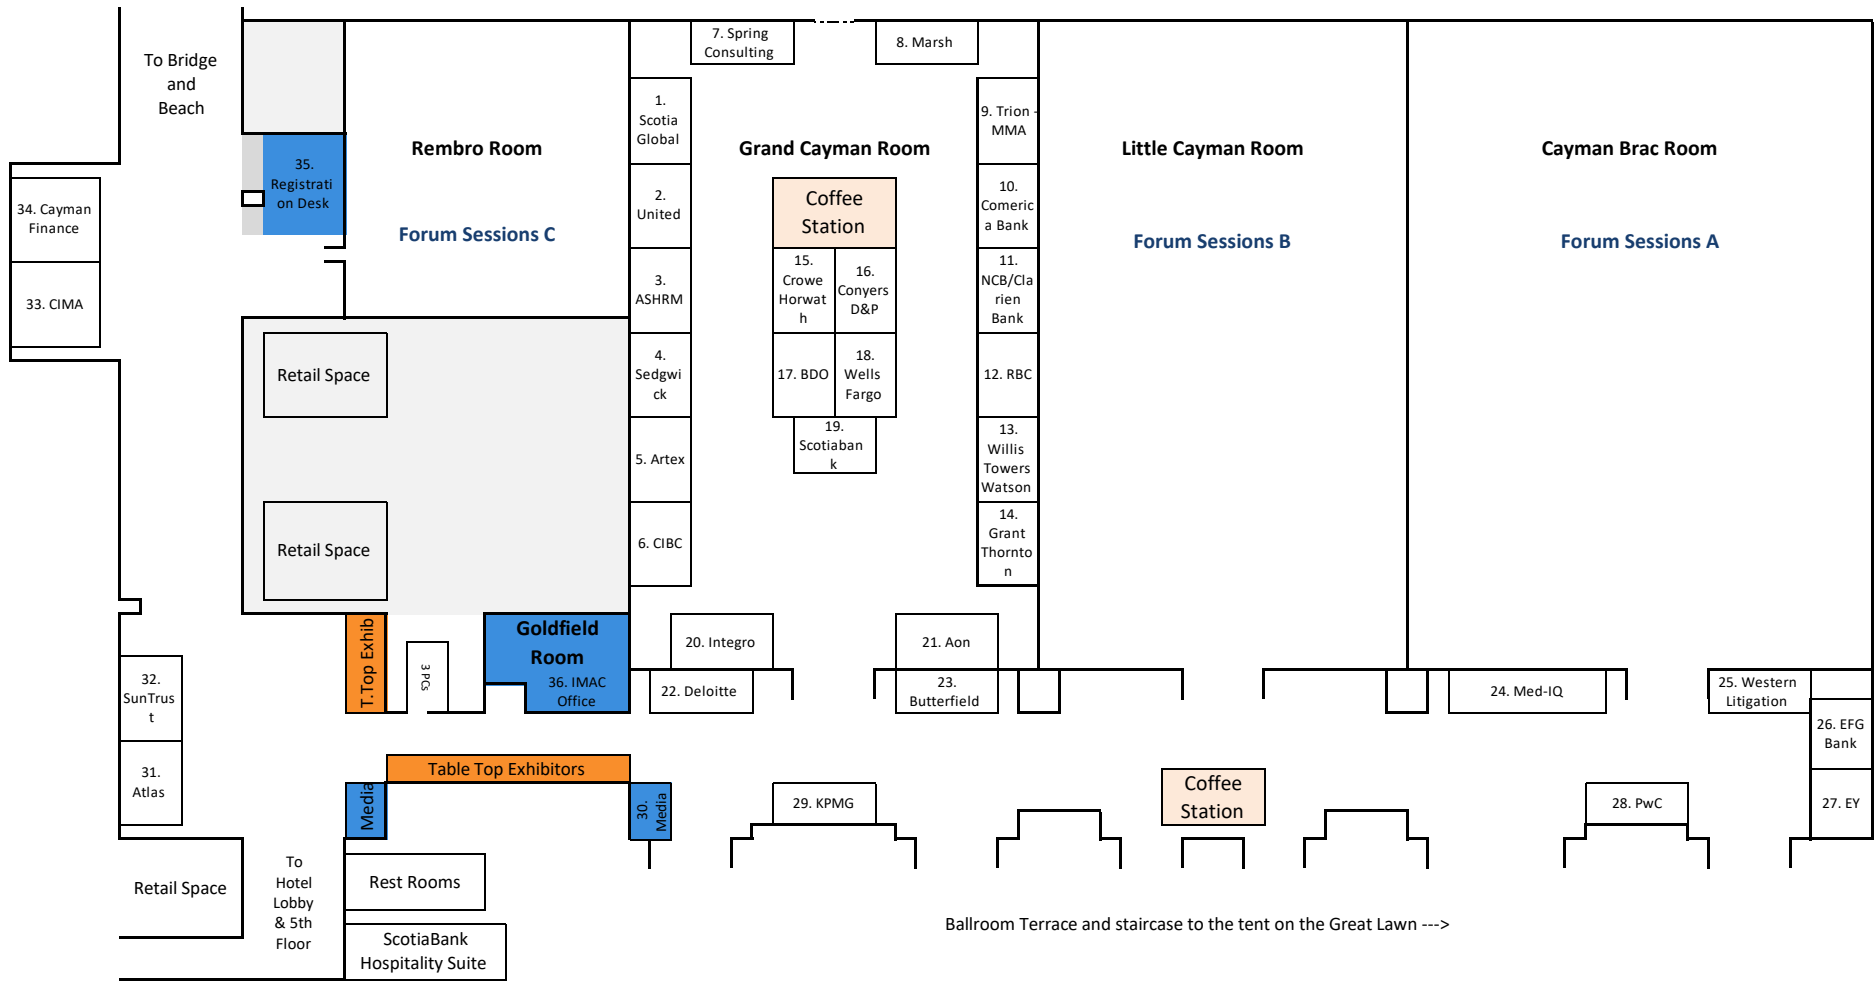 7. Spring
Consulting
8. Marsh
To Bridge
and
Beach
1.
Scotia
Global
9. Trion -
MMA
Rembro Room
Grand Cayman Room
Little Cayman Room
Cayman Brac Room
35.
Registrati
on Desk
34. Cayman
Finance
2.
United
Coffee
Station
10.
Comeric
a Bank
Forum Sessions C
Forum Sessions B
Forum Sessions A
33. CIMA
3.
ASHRM
15.
Crowe
Horwat
h
16.
Conyers
D&P
11.
NCB/Cla
rien
Bank
Retail Space
4.
Sedgwi
ck
17. BDO
18.
Wells
Fargo
12. RBC
5. Artex
19.
Scotiaban
k
13.
Willis
Towers
Watson
Retail Space
6. CIBC
14.
Grant
Thornto
n
T.Top Exhib
3 PCs
Goldfield
Room
36. IMAC
Office
20. Integro
21. Aon
32.
SunTrus
t
22. Deloitte
23.
Butterfield
24. Med-IQ
25. Western
Litigation
26. EFG
Bank
31.
Atlas
Table Top Exhibitors
Media
30.
Media
29. KPMG
Coffee
Station
28. PwC
27. EY
Retail Space
To
Hotel
Lobby
& 5th
Floor
Rest Rooms
ScotiaBank
Hospitality Suite
Ballroom Terrace and staircase to the tent on the Great Lawn --->